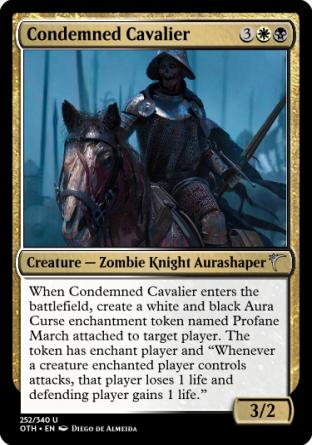 Condemned Cavalier 3
Creature — Zombie Knight Aurashaper
When Condemned Cavalier enters the
battlefield, create a white and black Aura
Curse enchantment token named Profane
March attached to target player. The
token has enchant player and “Whenever
a creature enchanted player controls
attacks, that player loses 1 life and
defending player gains 1 life.”
3/2
252/340 U
OTH • EN Diego de Almeida